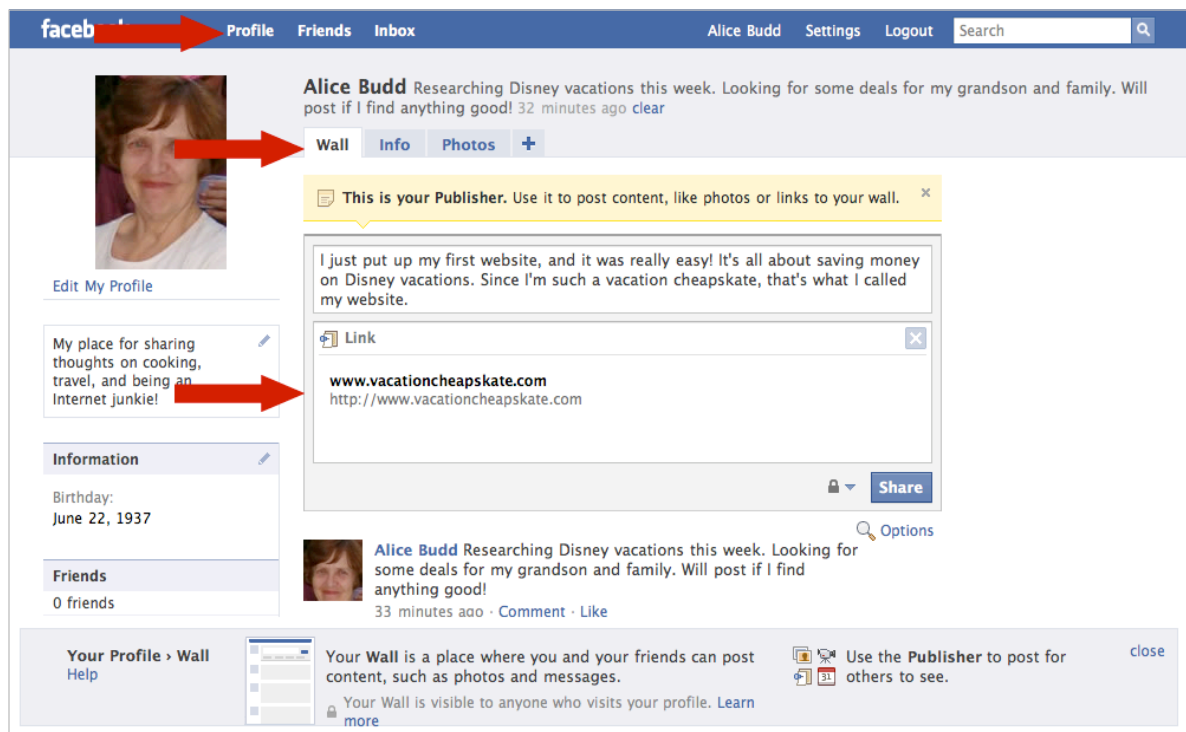 faceb
Profile Friends Inbox
Alice Budd Settings Logout Search
Alice Budd Researching Disney vacations this week. Looking for some deals for my grandson and family. Will
post if I find anything good! 32 minutes ago clear
Wall Info Photos +
This is your Publisher. Use it to post content, like photos or links to your wall. ×
I just put up my first website, and it was really easy! It's all about saving money
on Disney vacations. Since I'm such a vacation cheapskate, that's what I called
my website.
Link
www.vacationcheapskate.com
http://www.vacationcheapskate.com
Share
Options
Edit My Profile
My place for sharing
thoughts on cooking,
travel, and being an
Internet junkie!
Information
Birthday:
June 22, 1937
Friends
0 friends
Alice Budd Researching Disney vacations this week. Looking for
some deals for my grandson and family. Will post if I find
anything good!
33 minutes ago · Comment · Like
Your Profile › Wall
Help
Your Wall is a place where you and your friends can post
content, such as photos and messages.
Your Wall is visible to anyone who visits your profile. Learn
more
31
Use the Publisher to post for
others to see.
close